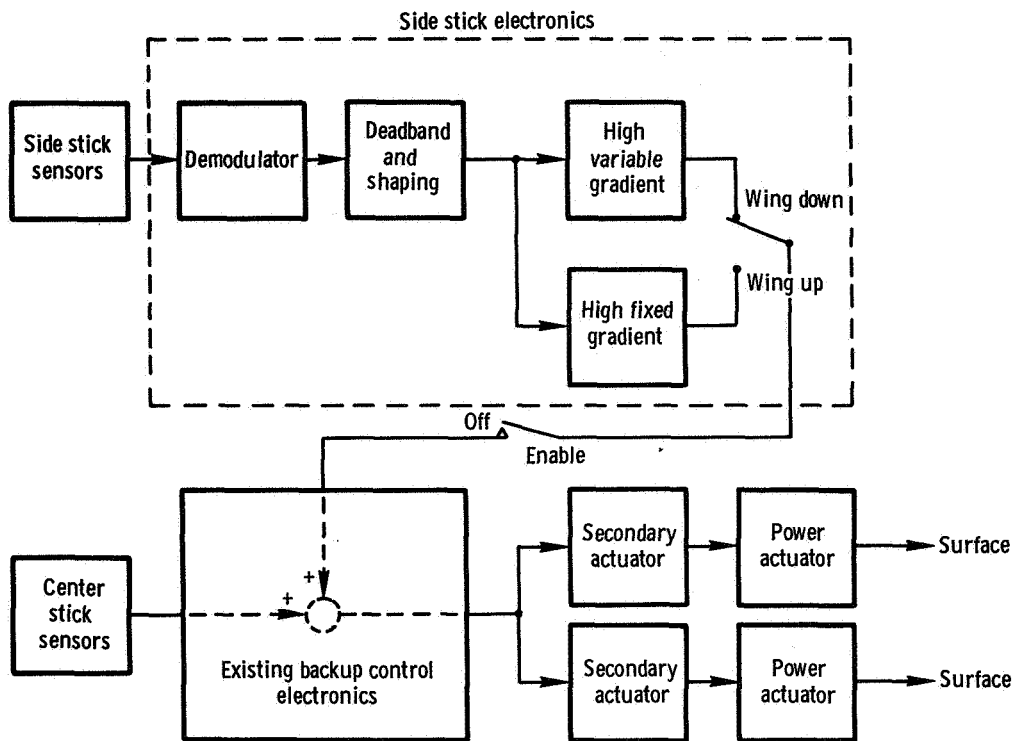 Side stick electronics
Side stick
sensors
Demodulator
Deadband
and
shaping
High
variable
gradient
Wing down
Wing up
High fixed
gradient
Off
Enable
Center
stick
sensors
+
+
Existing backup control
electronics
Secondary
actuator
Power
actuator
Surface
Secondary
actuator
Power
actuator
Surface